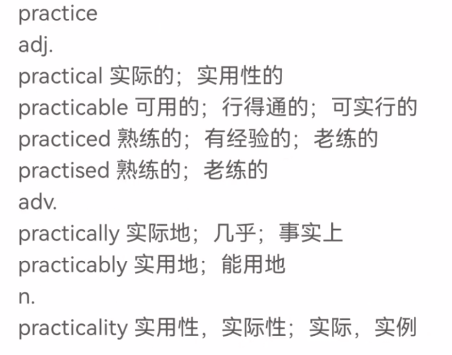 practice
adj.
practical 实际的；实用性的
practicable 可用的；行得通的；可实行的
practiced 熟练的；有经验的；老练的
practised 熟练的；老练的
adv.
practically 实际地；几乎；事实上
practicably 实用地；能用地
n.
practicality 实用性，实际性；实际，实例